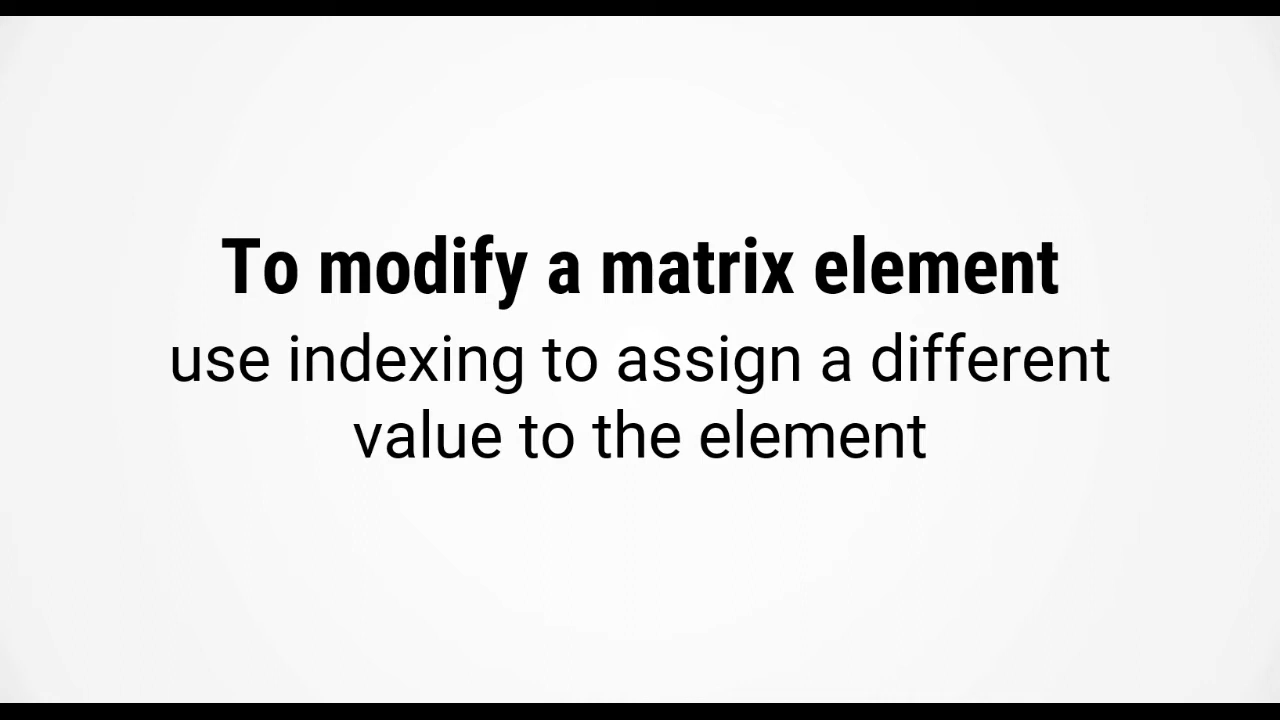 To modify a matrix element
use indexing to assign a different
value to the element